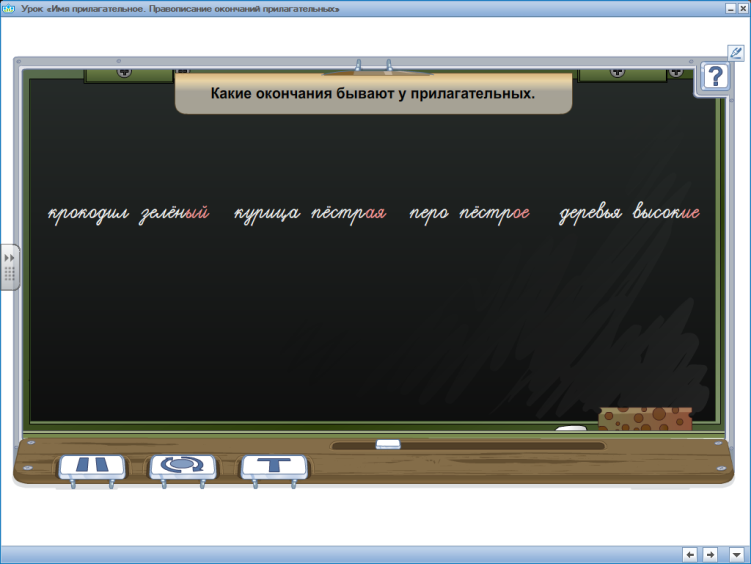 Урок «Имя прилагательное. Правописание окончаний прилагательных»
?
Какие окончания бывают у прилагательных.
крокодил зелёный курица пёстрая перо пёстрое деревья высокие